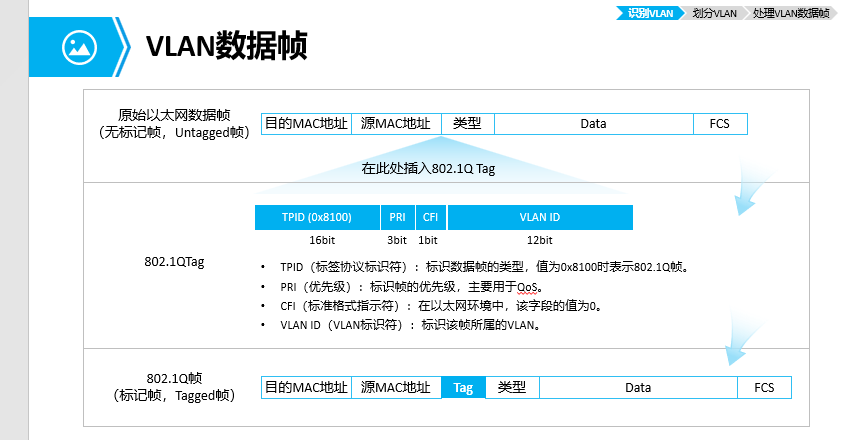 识别VLAN 划分VLAN 处理VLAN数据帧
VLAN数据帧
原始以太网数据帧
(无标记帧，Untagged帧)
目的MAC地址 源MAC地址 类型 Data FCS
在此处插入802.1Q Tag
TPID (0x8100) PRI CFI VLAN ID
16bit 3bit 1bit 12bit
802.1QTag
• TPID（标签协议标识符）：标识数据帧的类型，值为0x8100时表示802.1Q帧。
• PRI（优先级）：标识帧的优先级，主要用于QoS。
• CFI（标准格式指示符）：在以太网环境中，该字段的值为0。
• VLAN ID（VLAN标识符）：标识该帧所属的VLAN。
802.1Q帧
(标记帧，Tagged帧)
目的MAC地址 源MAC地址 Tag 类型 Data FCS